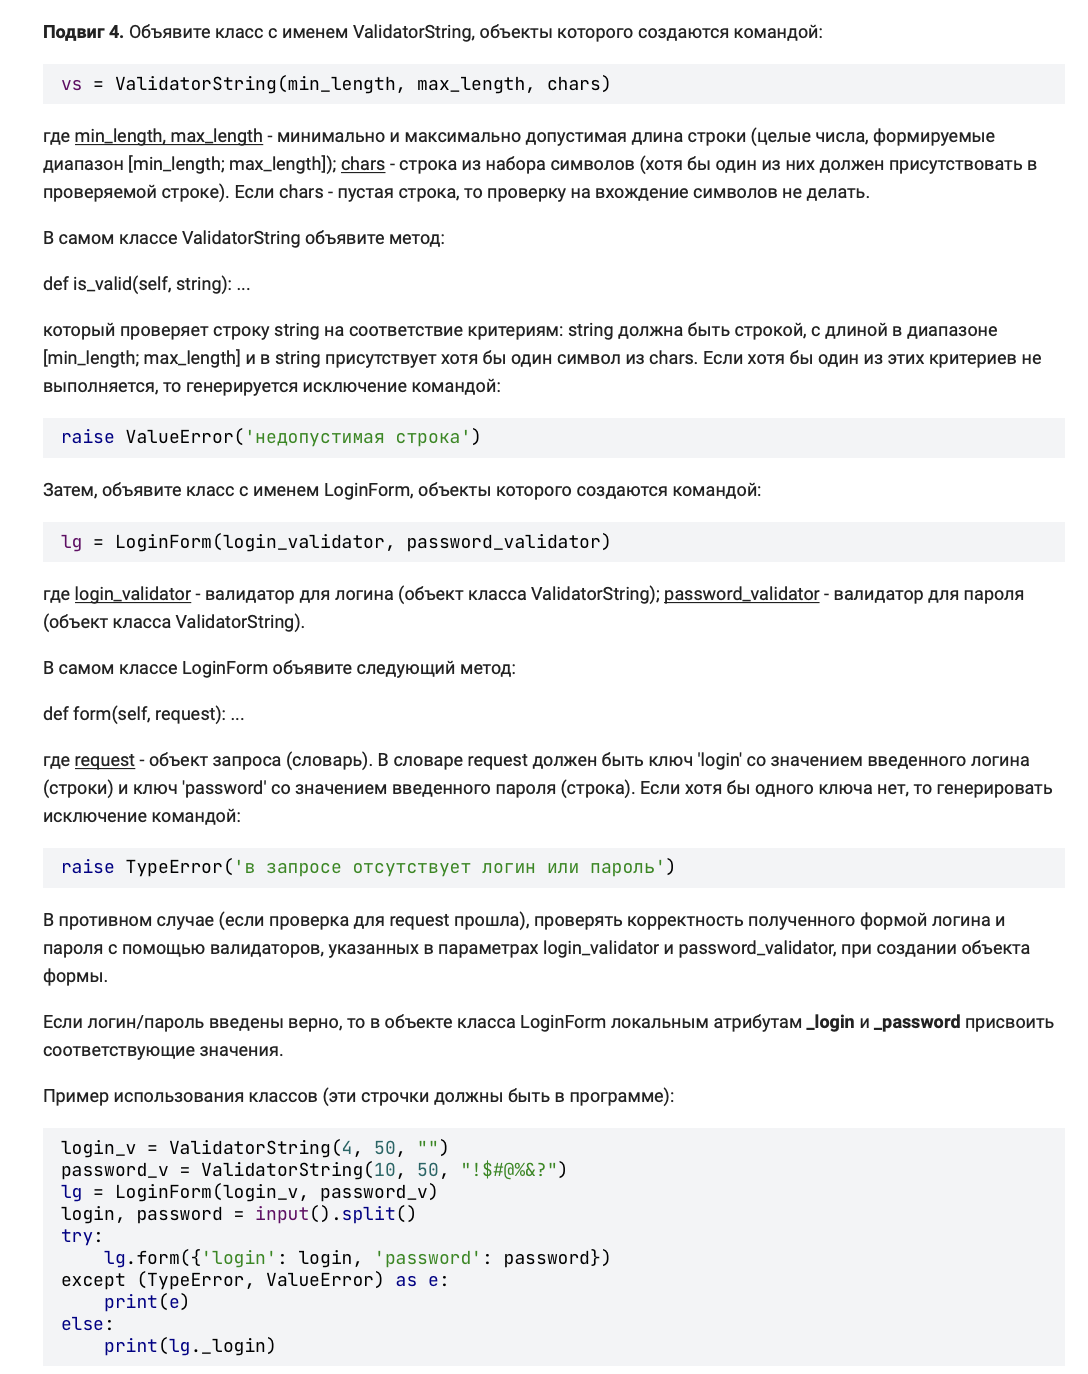 Подвиг 4. Объявите класс с именем ValidatorString, объекты которого создаются командой:
vs = ValidatorString(min_length, max_length, chars)
где min_length, max_length - минимально и максимально допустимая длина строки (целые числа, формируемые
диапазон [min_length; max_length]); chars - строка из набора символов (хотя бы один из них должен присутствовать в
проверяемой строке). Если chars - пустая строка, то проверку на вхождение символов не делать.
В самом классе ValidatorString объявите метод:
def is_valid(self, string): ...
который проверяет строку string на соответствие критериям: string должна быть строкой, с длиной в диапазоне
[min_length; max_length] и в string присутствует хотя бы один символ из chars. Если хотя бы один из этих критериев не
выполняется, то генерируется исключение командой:
raise ValueError('недопустимая строка')
Затем, объявите класс с именем LoginForm, объекты которого создаются командой:
lg = LoginForm(login_validator, password_validator)
где login_validator - валидатор для логина (объект класса ValidatorString); password_validator - валидатор для пароля
(объект класса ValidatorString).
В самом классе LoginForm объявите следующий метод:
def form(self, request): ...
где request - объект запроса (словарь). В словаре request должен быть ключ 'login' со значением введенного логина
(строки) и ключ 'password' со значением введенного пароля (строка). Если хотя бы одного ключа нет, то генерировать
исключение командой:
raise TypeError('в запросе отсутствует логин или пароль')
В противном случае (если проверка для request прошла), проверять корректность полученного формой логина и
пароля с помощью валидаторов, указанных в параметрах login_validator и password_validator, при создании объекта
формы.
Если логин/пароль введены верно, то в объекте класса LoginForm локальным атрибутам _login и _password присвоить
соответствующие значения.
Пример использования классов (эти строчки должны быть в программе):
login_v = ValidatorString(4, 50, "")
password_v = ValidatorString(10, 50, "!$#@%&?")
lg = LoginForm(login_v, password_v)
login, password = input().split()
try:
    lg.form({'login': login, 'password': password})
except (TypeError, ValueError) as e:
    print(e)
else:
    print(lg._login)